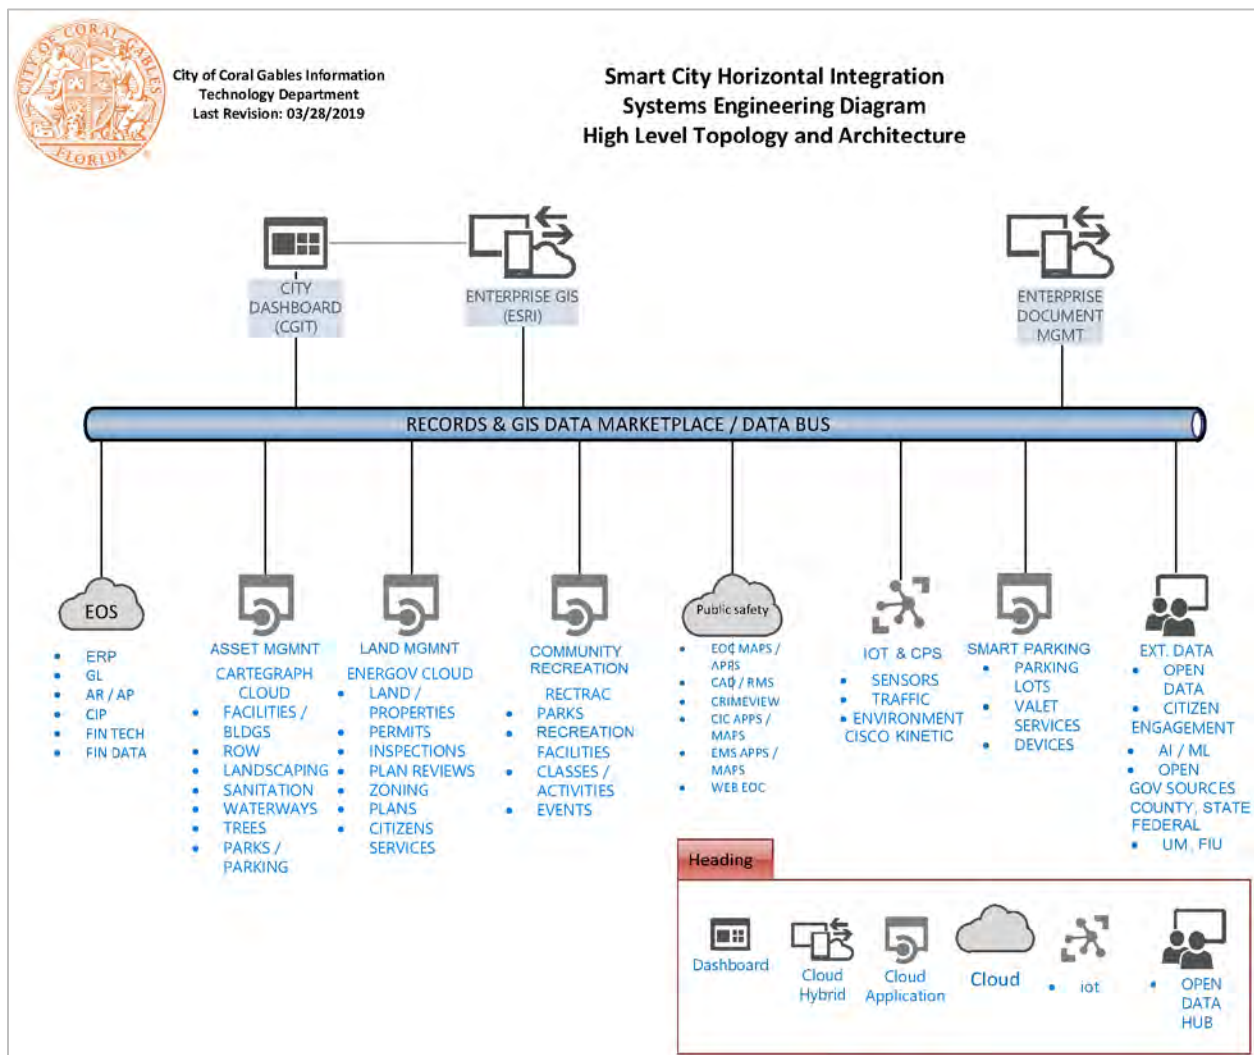 CITY OF CORAL GABLES
FLORIDA
City of Coral Gables Information
Technology Department
Last Revision: 03/28/2019
Smart City Horizontal Integration
Systems Engineering Diagram
High Level Topology and Architecture
CITY
DASHBOARD
(CGIT)
ENTERPRISE GIS
(ESRI)
ENTERPRISE
DOCUMENT
MGMT
RECORDS & GIS DATA MARKETPLACE / DATA BUS
EOS
• ERP
• GL
• AR / AP
• CIP
• FIN TECH
• FIN DATA
ASSET MGMNT
CARTEGRAPH
CLOUD
• FACILITIES /
BLDGS
• ROW
• LANDSCAPING
• SANITATION
• WATERWAYS
• TREES
• PARKS /
PARKING
LAND MGMNT
ENERGOV CLOUD
• LAND /
PROPERTIES
• PERMITS
• INSPECTIONS
• PLAN REVIEWS
• ZONING
• PLANS
• CITIZENS
SERVICES
COMMUNITY
RECREATION
RECTRAC
• PARKS
• RECREATION
FACILITIES
• CLASSES /
ACTIVITIES
• EVENTS
Public safety
• EOC MAPS /
APRS
• CAD / RMS
• CRIMEVIEW
• CIC APPS /
MAPS
• EMS APPS /
MAPS
• WEB EOC
IOT & CPS
• SENSORS
• TRAFFIC
• ENVIRONMENT
CISCO KINETIC
SMART PARKING
• PARKING
LOTS
• VALET
SERVICES
• DEVICES
EXT. DATA
• OPEN
DATA
• CITIZEN
ENGAGEMENT
• AI / ML
• OPEN
GOV SOURCES
COUNTY, STATE
FEDERAL
• UM, FIU
Heading
Dashboard
Cloud
Hybrid
Cloud
Application
Cloud
• iot
• OPEN
DATA
HUB